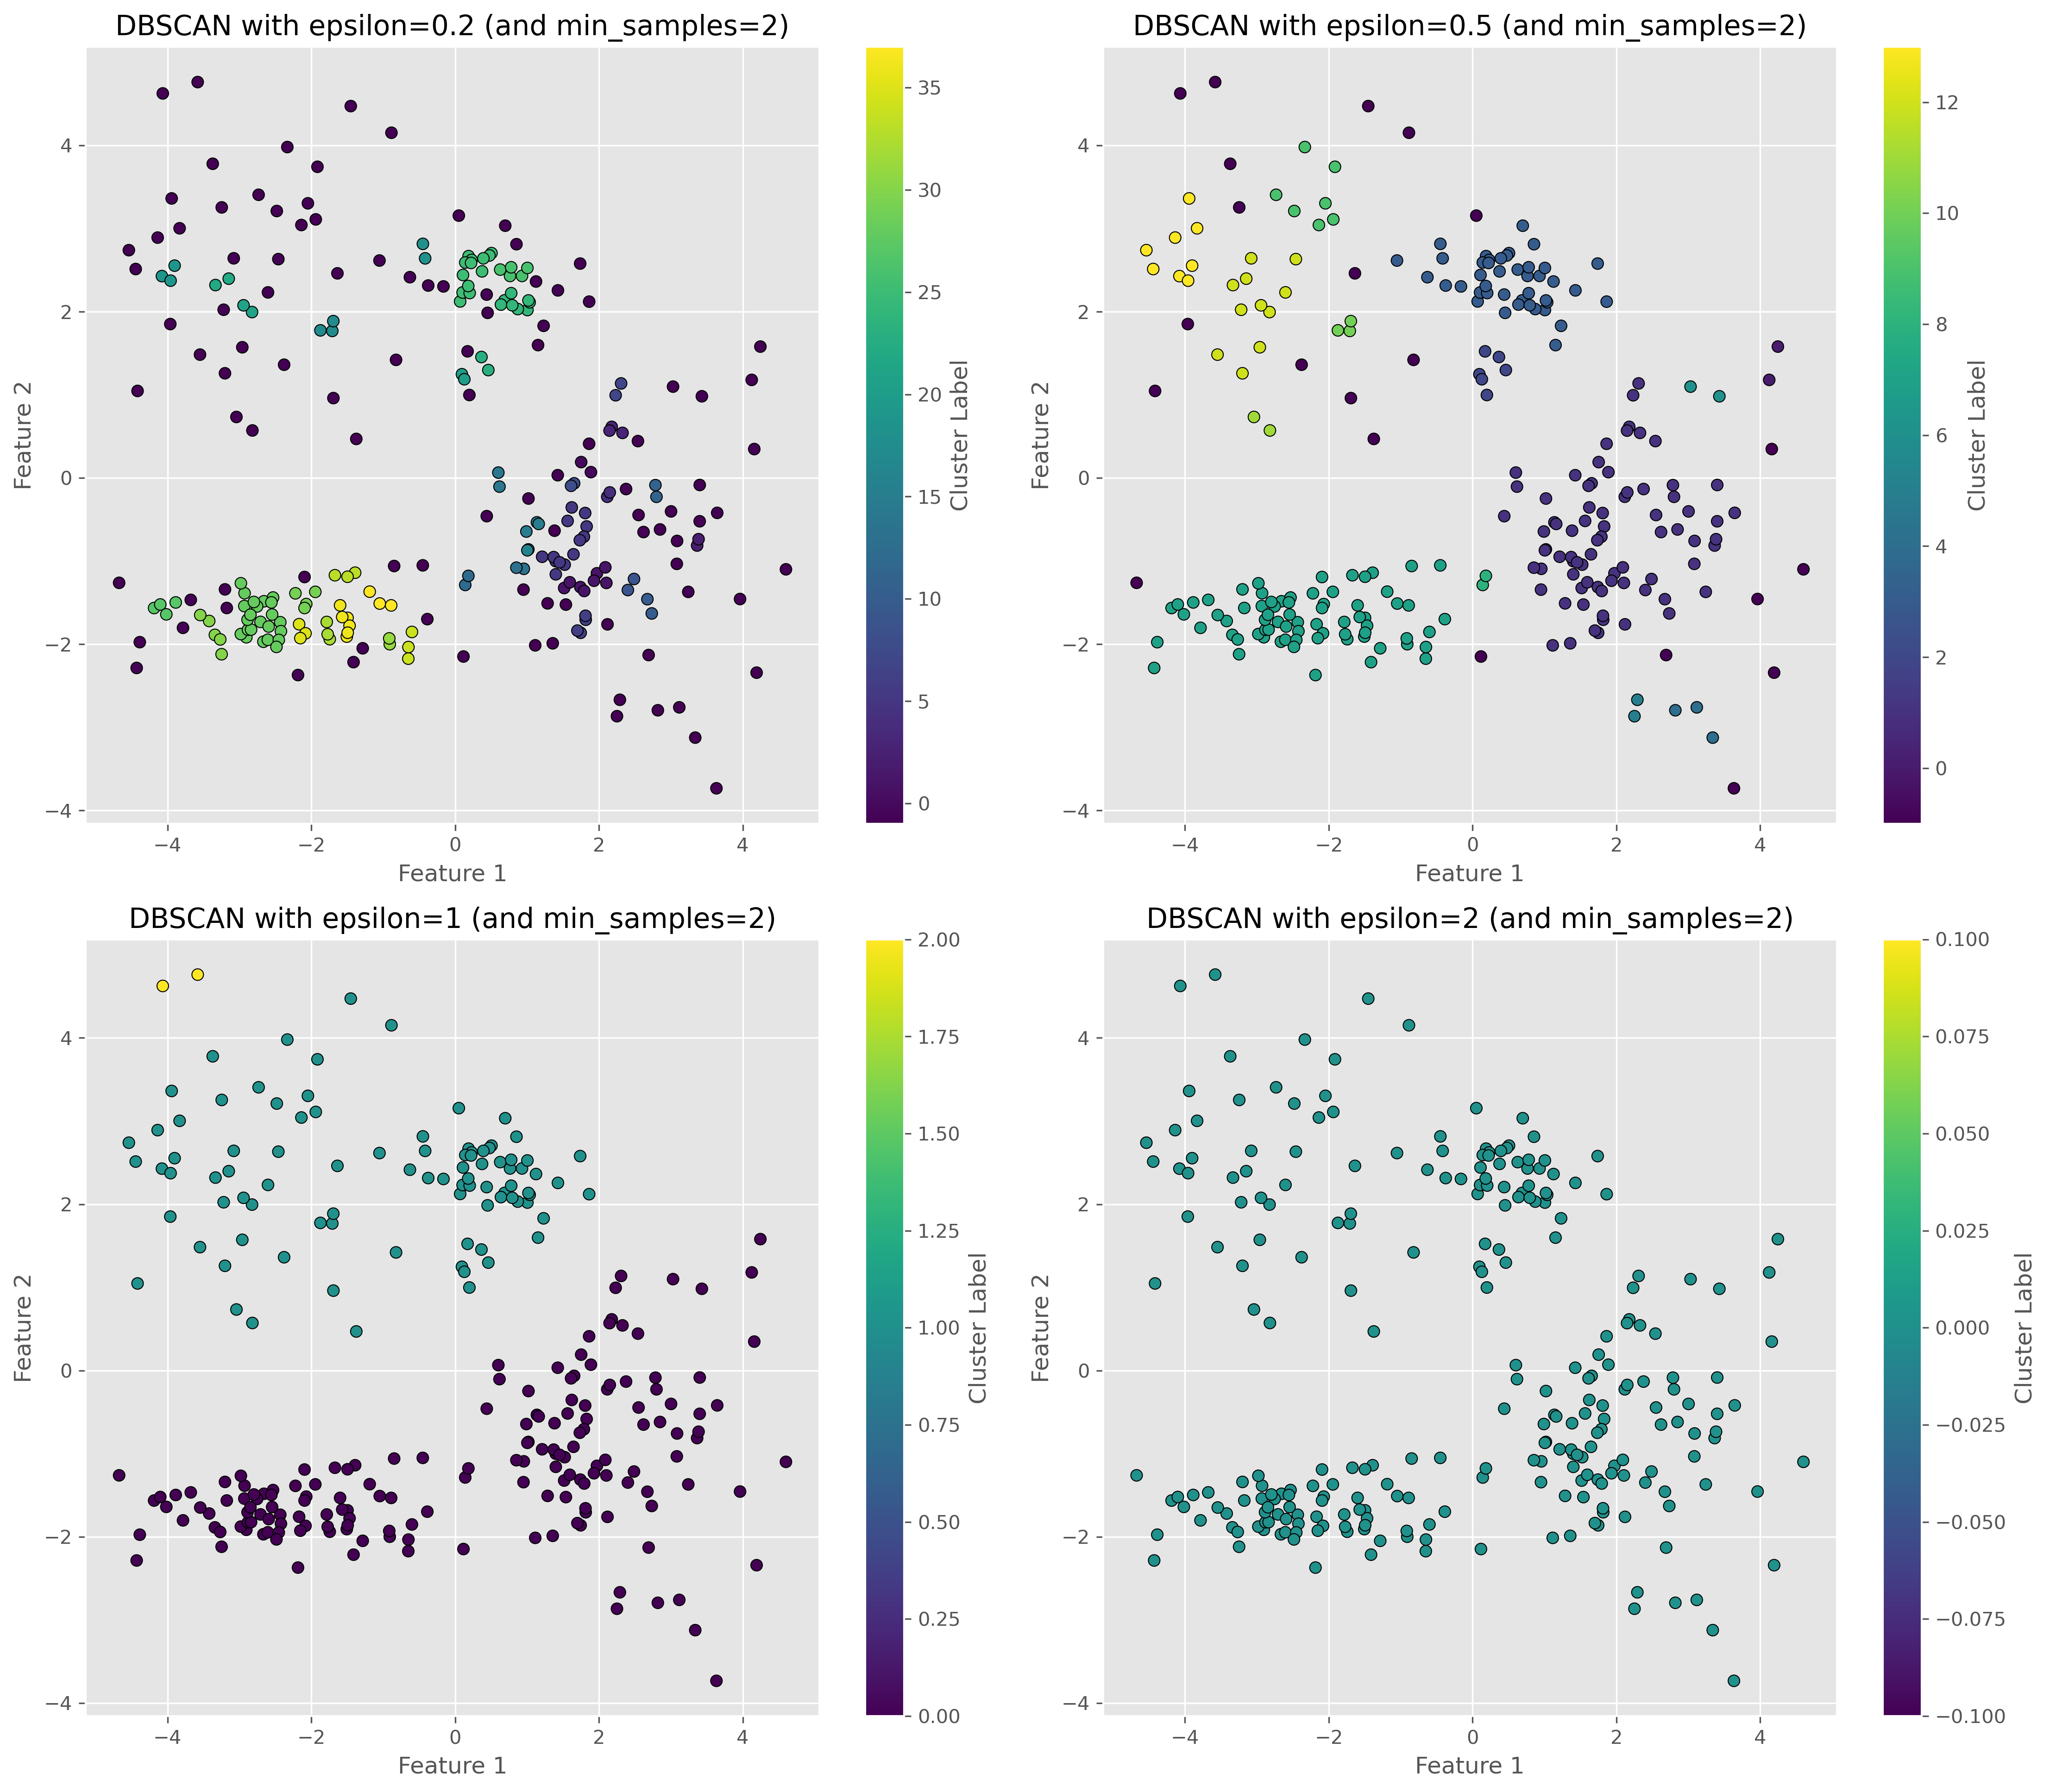 DBSCAN with epsilon=0.2 (and min_samples=2)
4
2
0
−2
−4
Feature 2
−4 −2 0 2 4
Feature 1
35
30
25
20
15
10
5
0
Cluster Label
DBSCAN with epsilon=0.5 (and min_samples=2)
4
2
0
−2
−4
Feature 2
−4 −2 0 2 4
Feature 1
12
10
8
6
4
2
0
Cluster Label
DBSCAN with epsilon=1 (and min_samples=2)
4
2
0
−2
−4
Feature 2
−4 −2 0 2 4
Feature 1
2.00
1.75
1.50
1.25
1.00
0.75
0.50
0.25
0.00
Cluster Label
DBSCAN with epsilon=2 (and min_samples=2)
4
2
0
−2
−4
Feature 2
−4 −2 0 2 4
Feature 1
0.100
0.075
0.050
0.025
0.000
−0.025
−0.050
−0.075
−0.100
Cluster Label